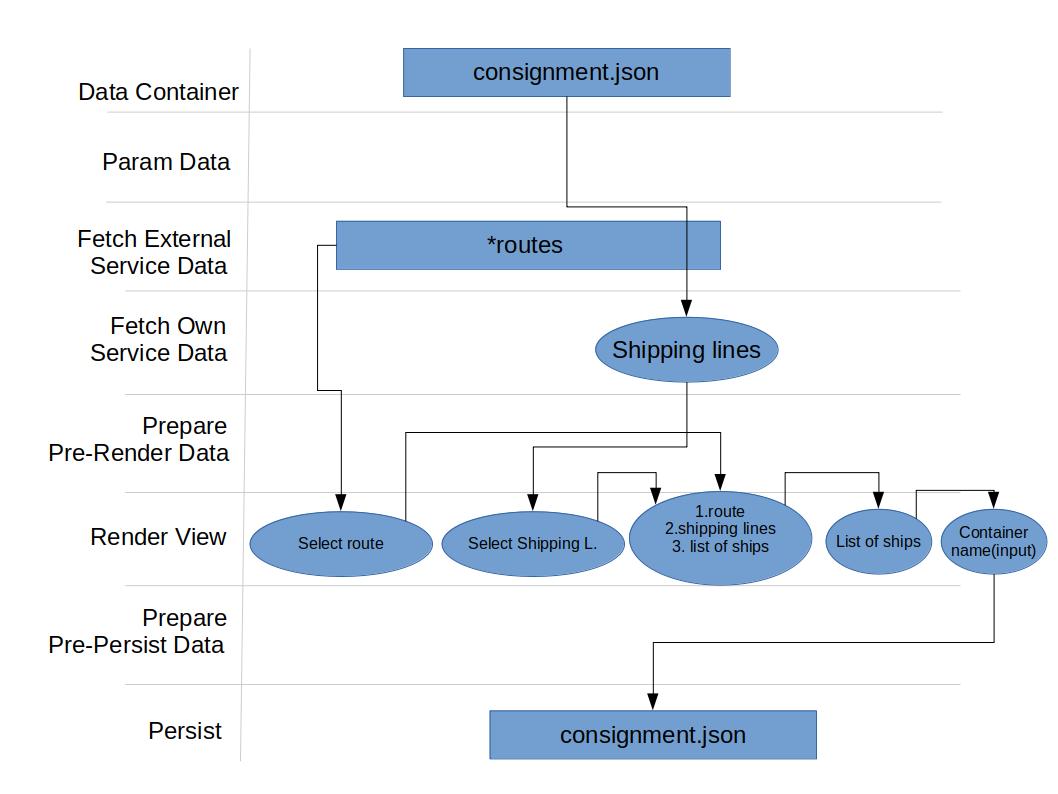 consignment.json
Data Container
Param Data
Fetch External
Service Data
*routes
Fetch Own
Service Data
Shipping lines
Prepare
Pre-Render Data
Render View
Select route
Select Shipping L.
1.route
2.shipping lines
3. list of ships
List of ships
Container
name(input)
Prepare
Pre-Persist Data
Persist
consignment.json